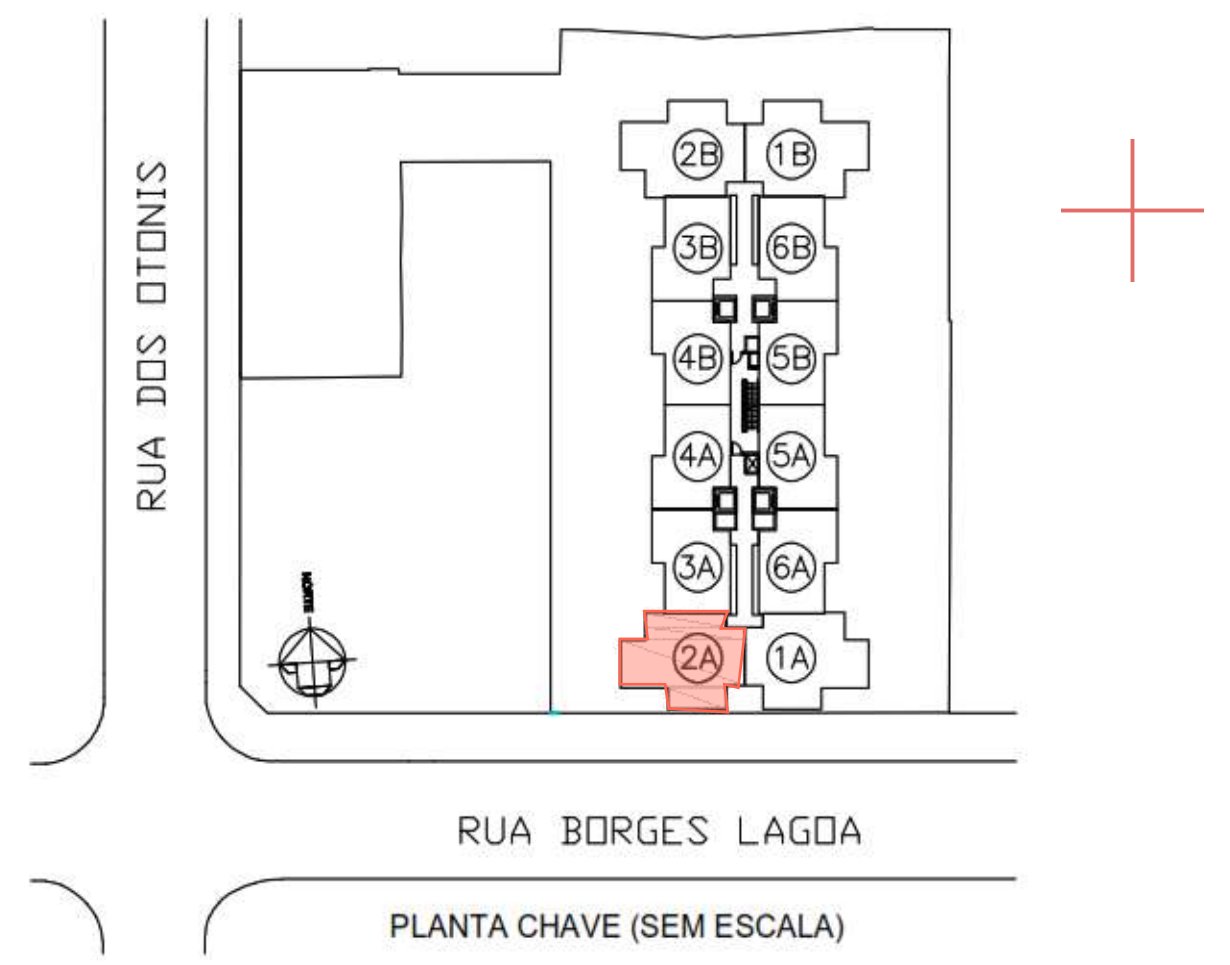 2B 1B
3B 6B
4B 5B
4A 5A
3A 6A
2A 1A
RUA DOS OTONIS
NORTE
RUA BORGES LAGOA
PLANTA CHAVE (SEM ESCALA)